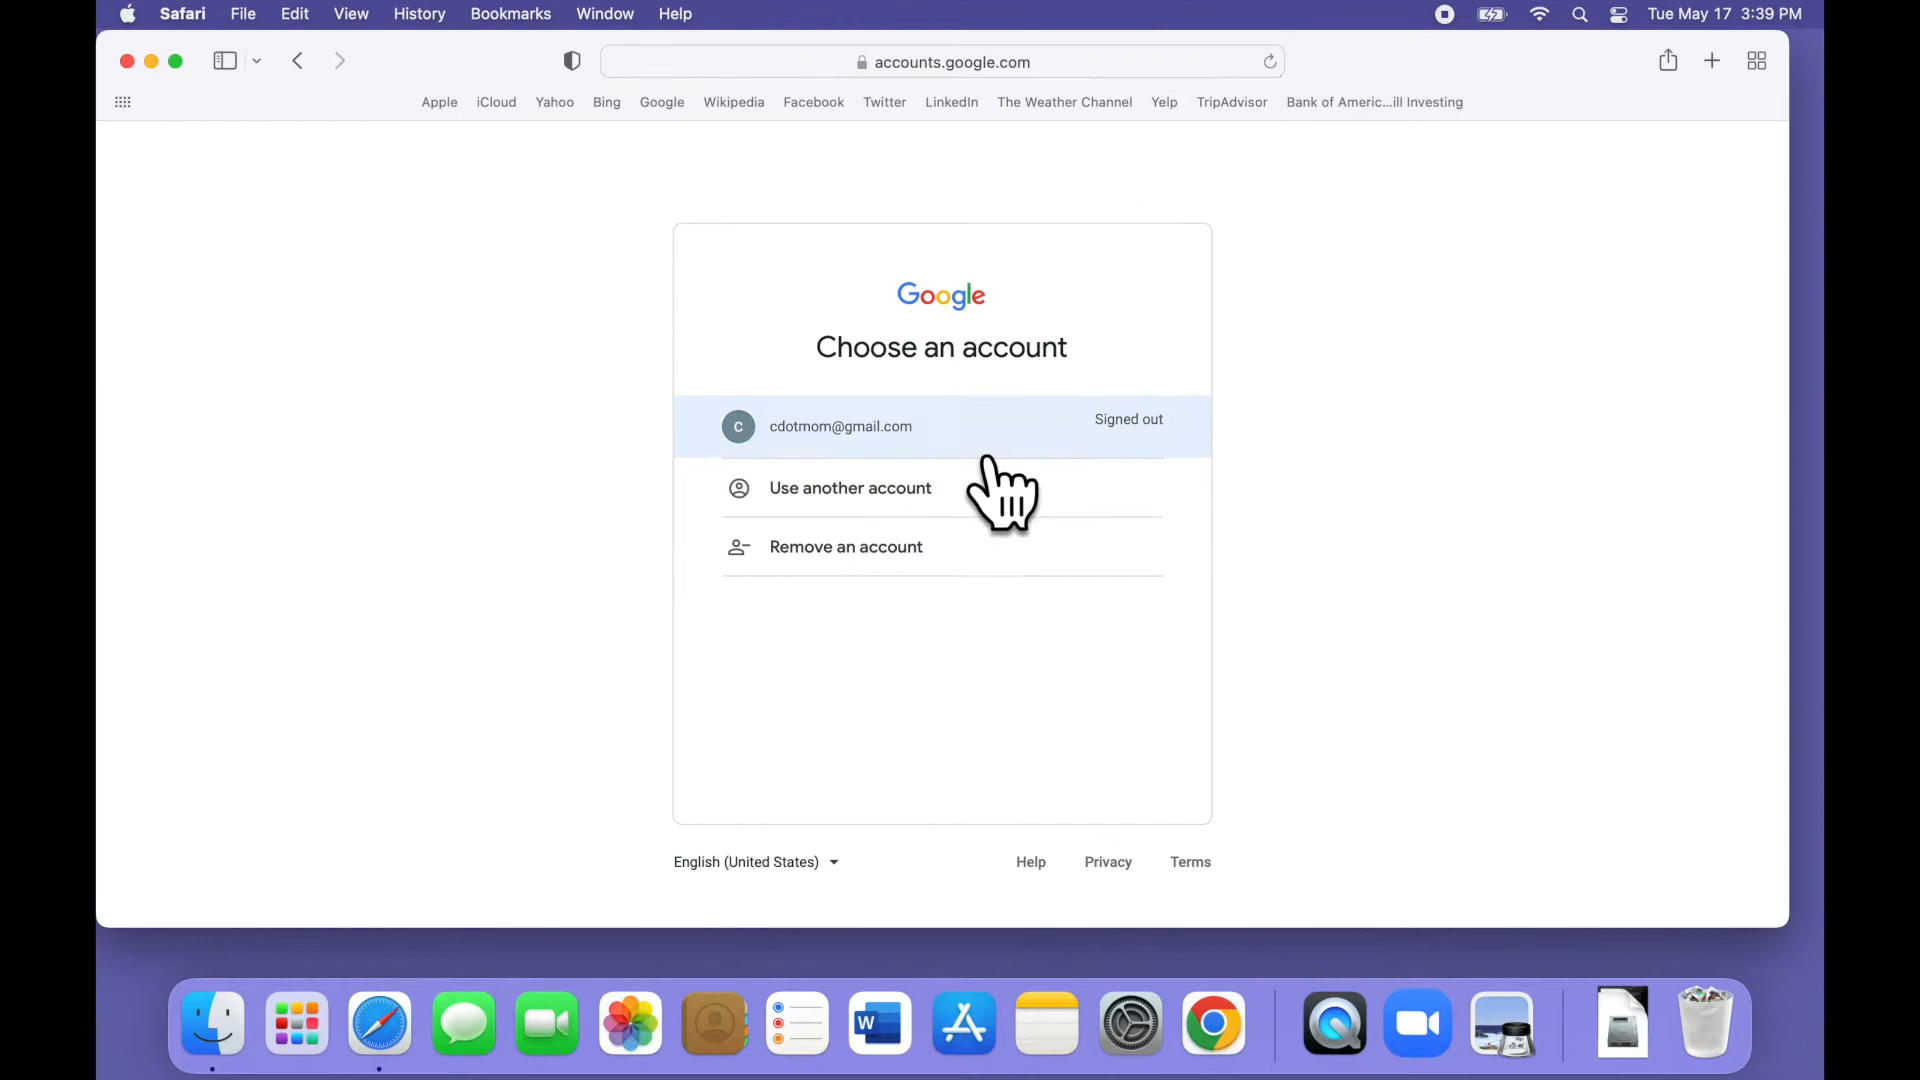 Safari File Edit View History Bookmarks Window Help Tue May 17 3:39 PM
accounts.google.com
Apple iCloud Yahoo Bing Google Wikipedia Facebook Twitter LinkedIn The Weather Channel Yelp TripAdvisor Bank of Americ...ill Investing
Google
Choose an account
C cdotmom@gmail.com Signed out
Use another account
Remove an account
English (United States) Help Privacy Terms
W